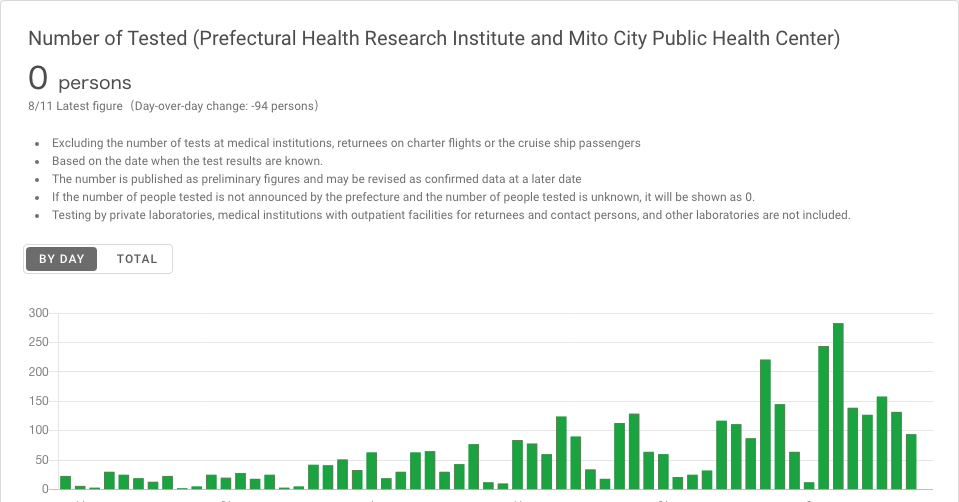 Number of Tested (Prefectural Health Research Institute and Mito City Public Health Center)
0 persons
8/11 Latest figure（Day-over-day change: -94 persons）
• Excluding the number of tests at medical institutions, returnees on charter flights or the cruise ship passengers
• Based on the date when the test results are known.
• The number is published as preliminary figures and may be revised as confirmed data at a later date
• If the number of people tested is not announced by the prefecture and the number of people tested is unknown, it will be shown as 0.
• Testing by private laboratories, medical institutions with outpatient facilities for returnees and contact persons, and other laboratories are not included.
BY DAY TOTAL
300
250
200
150
100
50
0